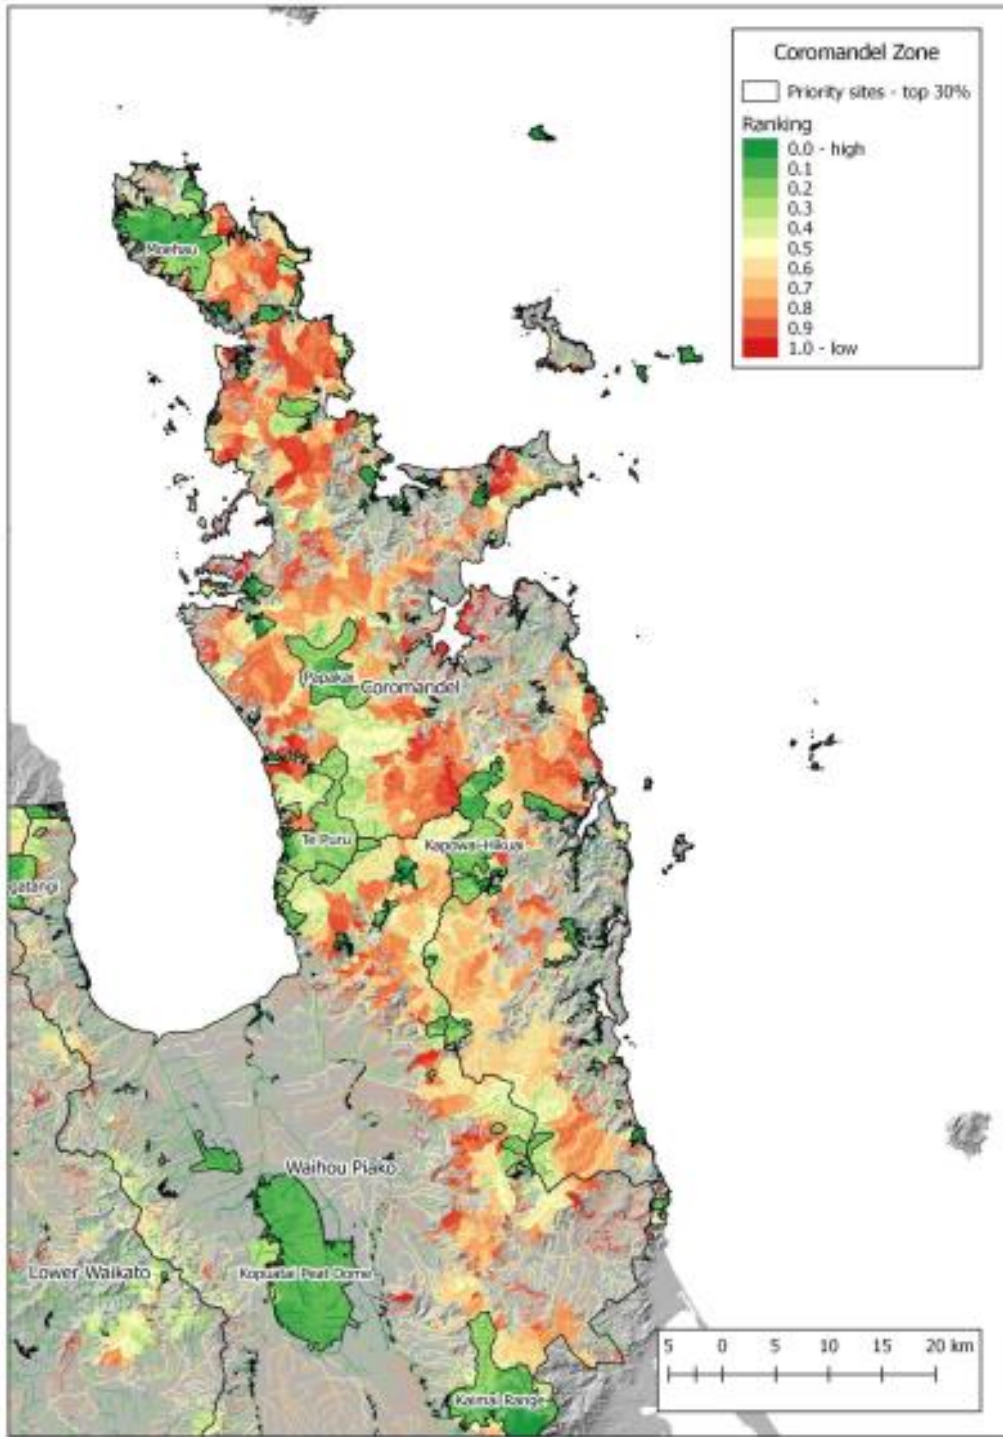 Coromandel Zone
Priority sites - top 30%
Ranking
0.0 - high
0.1
0.2
0.3
0.4
0.5
0.6
0.7
0.8
0.9
1.0 - low
Moehau
Papakai
Coromandel
Te Puru
Kapowai-Hikuai
gatangi
Waihou Piako
Lower Waikato
Kopuatai Peat Dome
Kaimai Range
5 0 5 10 15 20 km